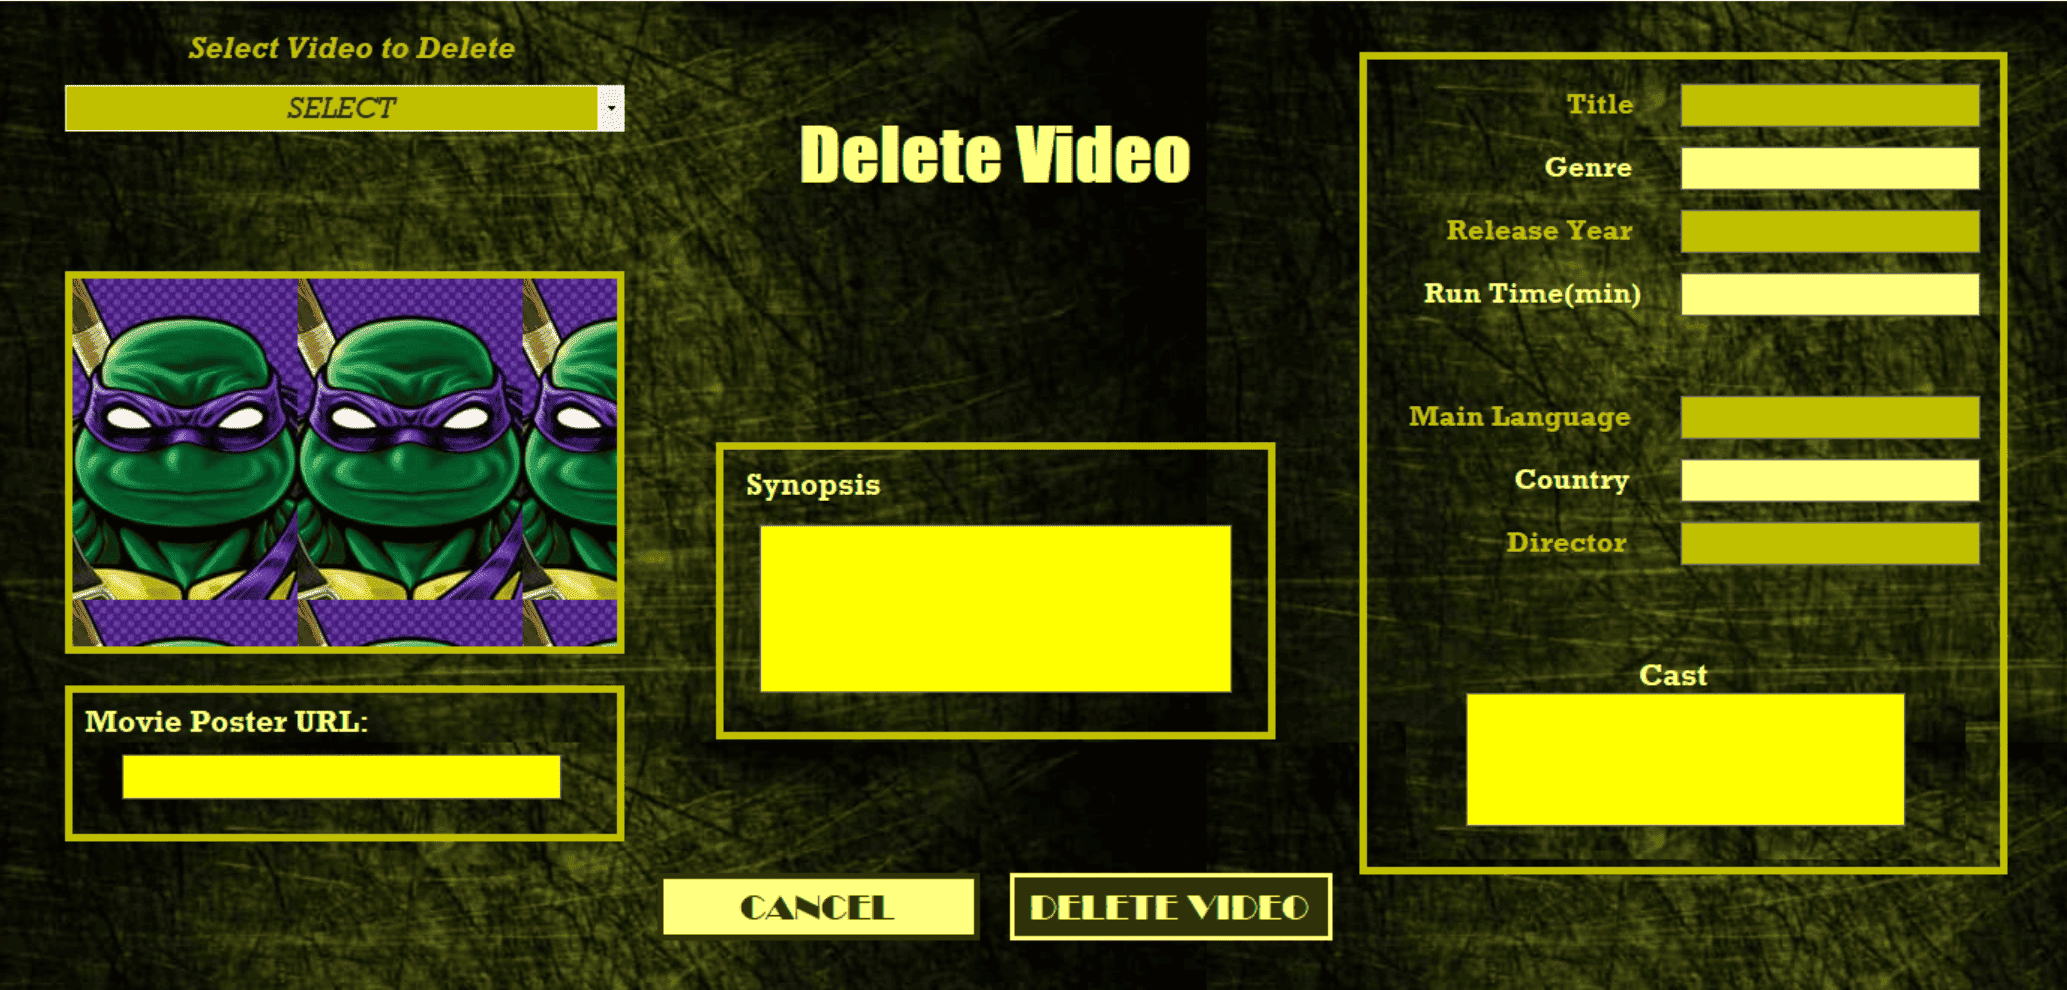 Select Video to Delete
SELECT
Delete Video
Title
Genre
Release Year
Run Time(min)
Main Language
Country
Director
Cast
Synopsis
Movie Poster URL:
CANCEL
DELETE VIDEO